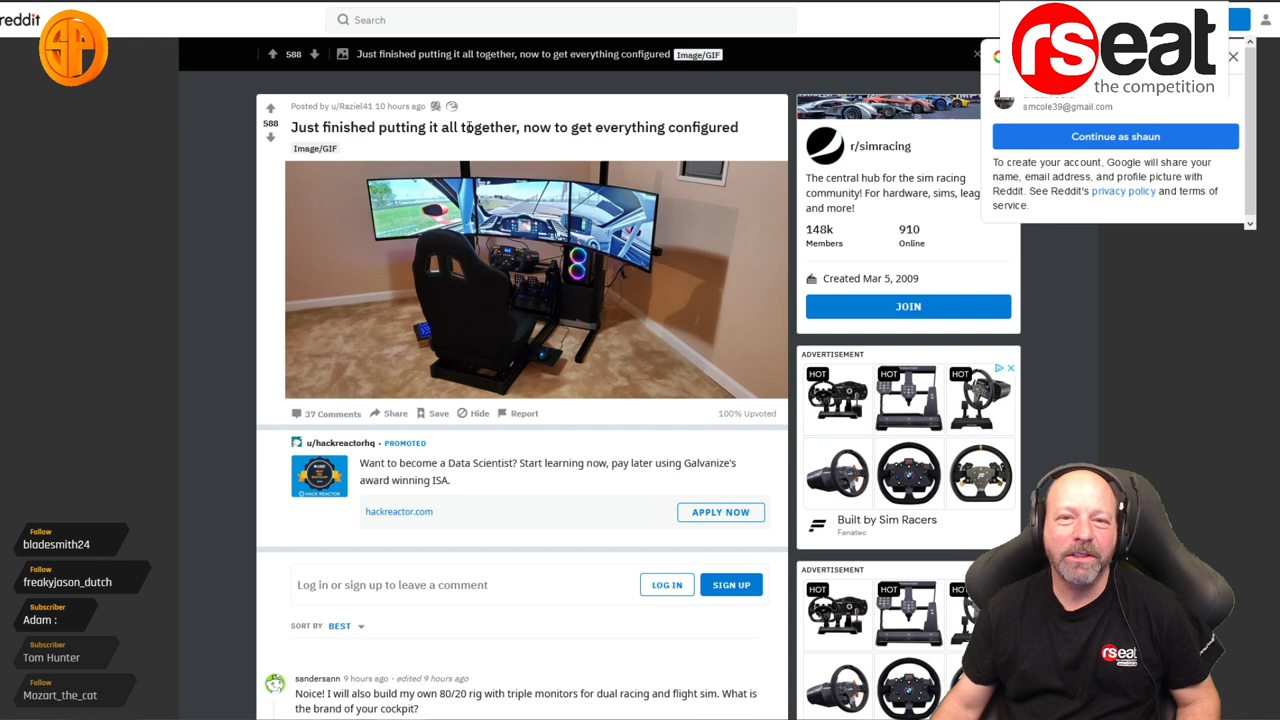 reddit
Search
SP
588
Just finished putting it all together, now to get everything configured
Image/GIF
rseat
the competition
smcole39@gmail.com
Continue as shaun
To create your account, Google will share your
name, email address, and profile picture with
Reddit. See Reddit's privacy policy and terms of
service.
Posted by u/Raziel41 10 hours ago
588
Just finished putting it all together, now to get everything configured
Image/GIF
37 Comments
Share
Save
Hide
Report
100% Upvoted
u/hackreactorhq • PROMOTED
Want to become a Data Scientist? Start learning now, pay later using Galvanize's
award winning ISA.
HACK REACTOR
hackreactor.com
APPLY NOW
Log in or sign up to leave a comment
LOG IN
SIGN UP
SORT BY BEST
sandersann 9 hours ago • edited 9 hours ago
Noice! I will also build my own 80/20 rig with triple monitors for dual racing and flight sim. What is
the brand of your cockpit?
r/simracing
The central hub for the sim racing
community! For hardware, sims, leag
and more!
148k
Members
910
Online
Created Mar 5, 2009
JOIN
ADVERTISEMENT
HOT
HOT
HOT
Built by Sim Racers
Fanatec
ADVERTISEMENT
HOT
HOT
HOT
Follow
bladesmith24
Follow
freakyjason_dutch
Subscriber
Adam :
Subscriber
Tom Hunter
Follow
Mozart_the_cat
rseat